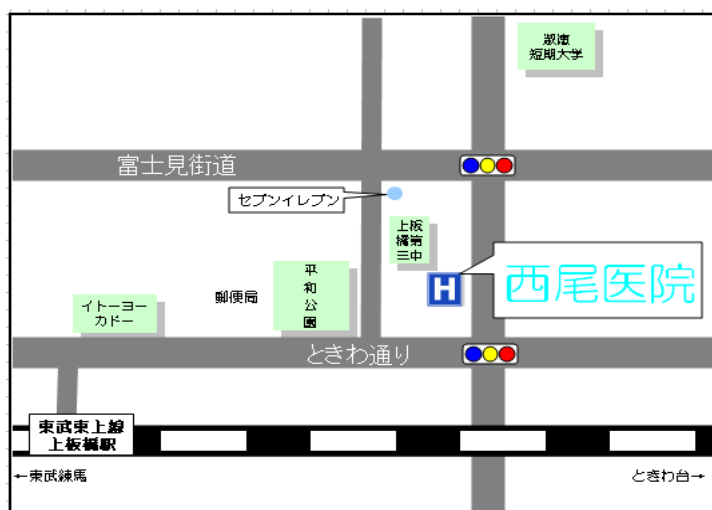 淑徳
短期大学
富士見街道
セブンイレブン
上板
橋第
三中
西尾医院
H
平
和
公
園
郵便局
イトーヨー
カドー
ときわ通り
東武東上線
上板橋駅
←東武練馬
ときわ台→